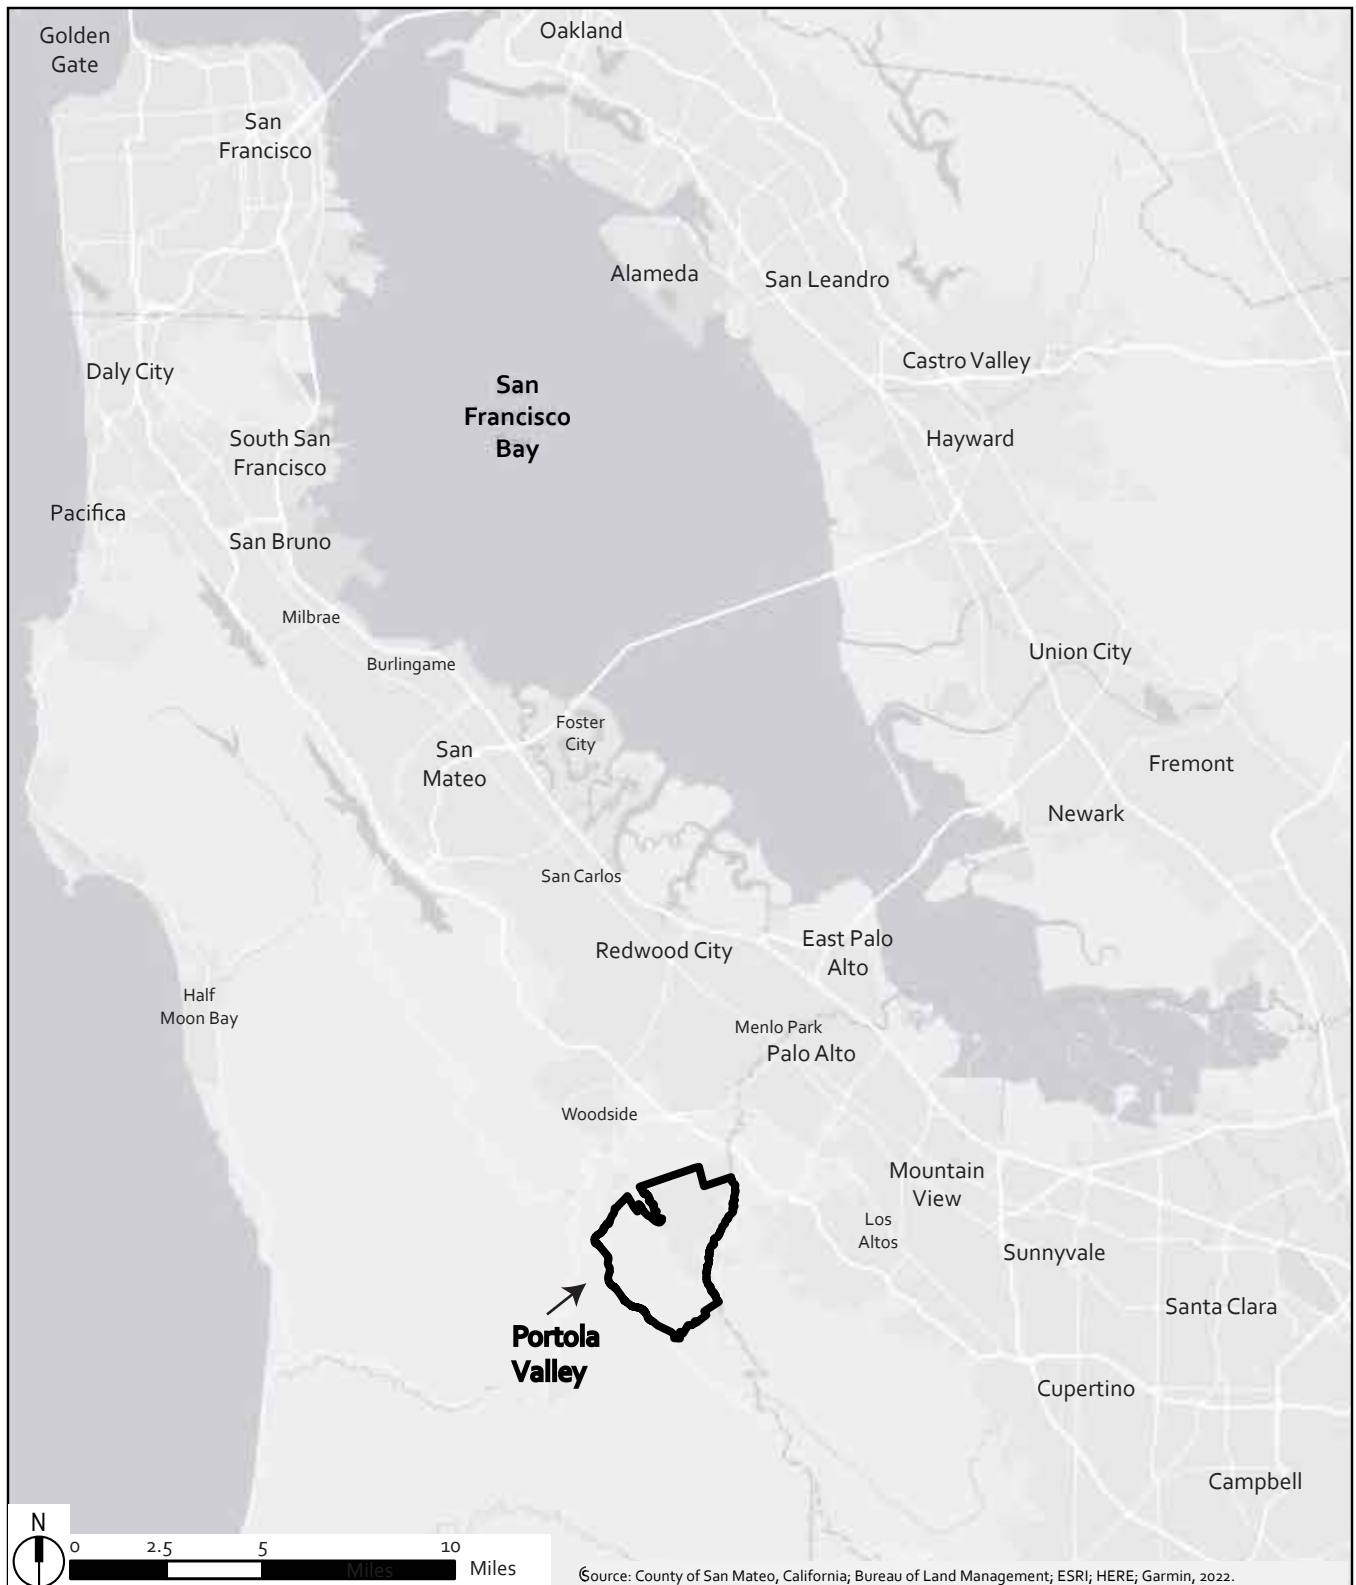 Golden
Gate
Oakland
San
Francisco
Alameda
San Leandro
Daly City
Castro Valley
San
Francisco
Bay
South San
Francisco
Hayward
Pacifica
San Bruno
Milbrae
Burlingame
Union City
Foster
City
San
Mateo
Fremont
Newark
San Carlos
Redwood City
East Palo
Alto
Half
Moon Bay
Menlo Park
Palo Alto
Woodside
Mountain
View
Los
Altos
Sunnyvale
Santa Clara
Portola
Valley
Cupertino
Campbell
N
0 2.5 5 10
Miles
Miles
Source: County of San Mateo, California; Bureau of Land Management; ESRI; HERE; Garmin, 2022.